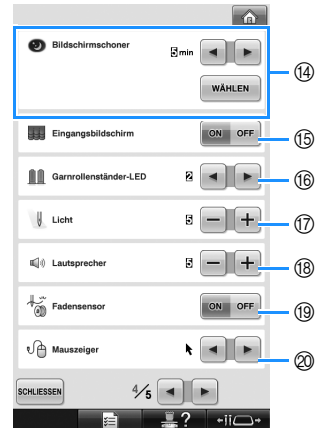 Bildschirmschoner 5 min
WÄHLEN
⑭
Eingangsbildschirm ON OFF ⑮
Garnrollenständer-LED 2 ⑯
Licht 5 − + ⑰
Lautsprecher 5 − + ⑱
Fadensensor ON OFF ⑲
Mauszeiger ⑳
SCHLIESSEN 4/5
?